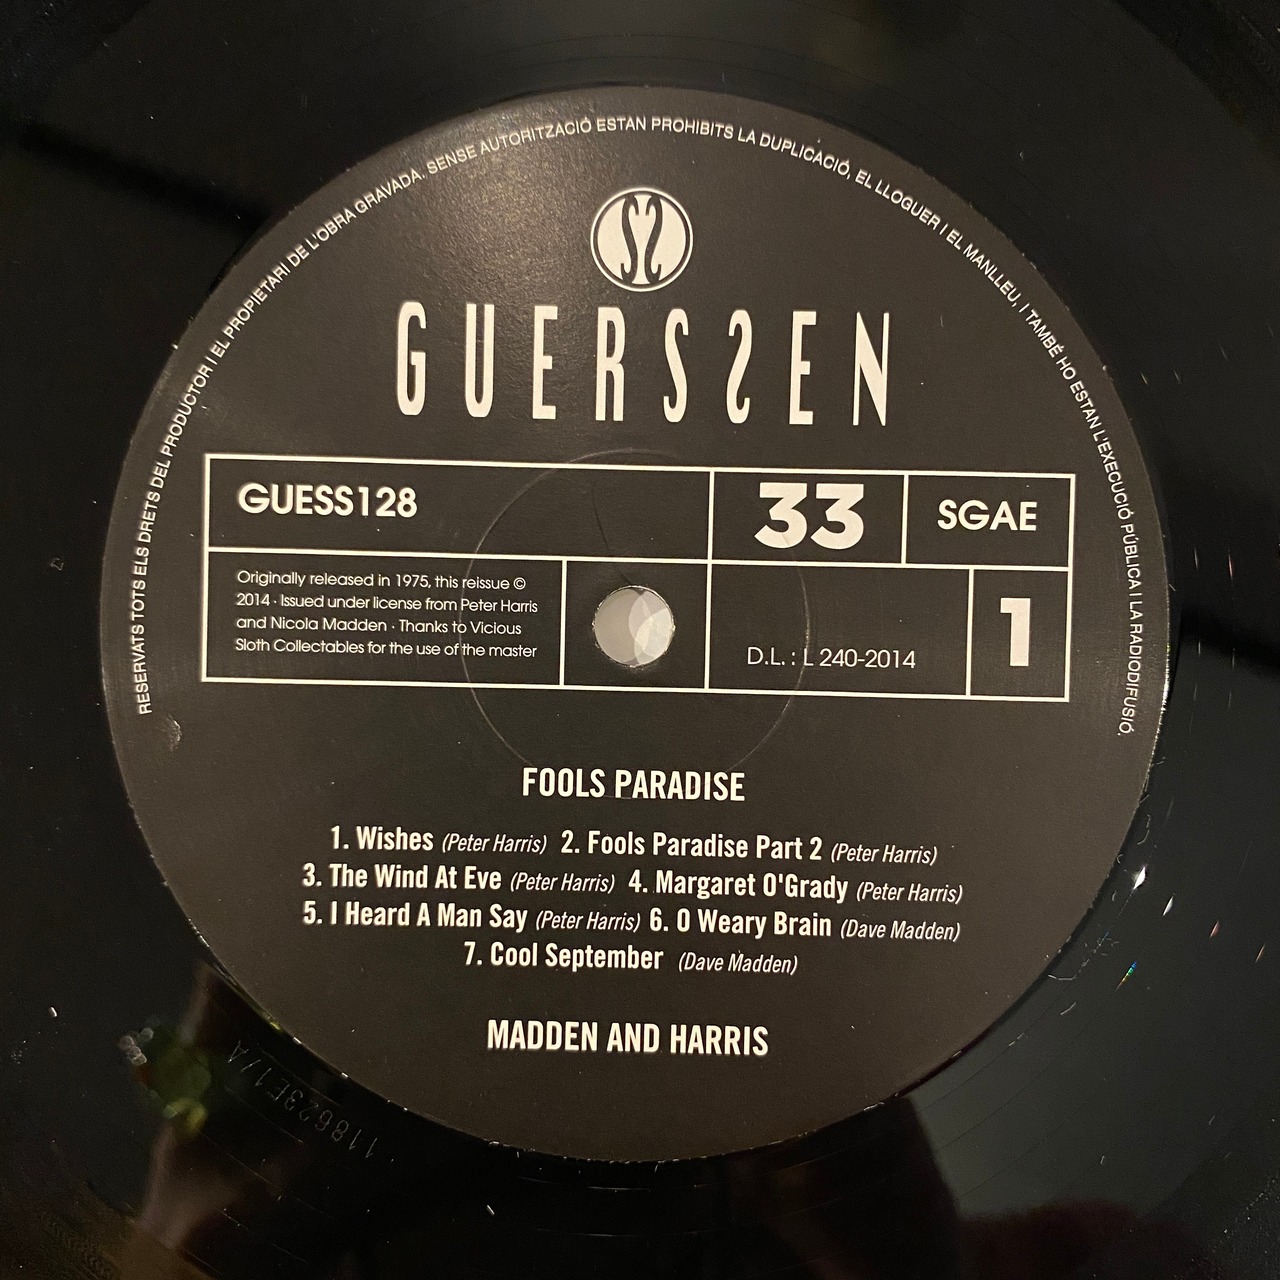 RESERVATS TOTS ELS DRETS DEL PRODUCTOR I EL PROPIETARI DE L'OBRA GRAVADA. SENSE AUTORITZACIÓ ESTAN PROHIBITS LA DUPLICACIÓ, EL LLOGUER I EL MANLLEU, I TAMBÉ HO ESTAN L'EXECUCIÓ PÚBLICA I LA RADIODIFUSIÓ.
GUERSSEN
GUESS128
33
SGAE
Originally released in 1975, this reissue ©
2014 · Issued under license from Peter Harris
and Nicola Madden · Thanks to Vicious
Sloth Collectables for the use of the master
D.L. : L 240-2014
1
FOOLS PARADISE
1. Wishes (Peter Harris) 2. Fools Paradise Part 2 (Peter Harris)
3. The Wind At Eve (Peter Harris) 4. Margaret O'Grady (Peter Harris)
5. I Heard A Man Say (Peter Harris) 6. O Weary Brain (Dave Madden)
7. Cool September (Dave Madden)
MADDEN AND HARRIS
118623E1/A